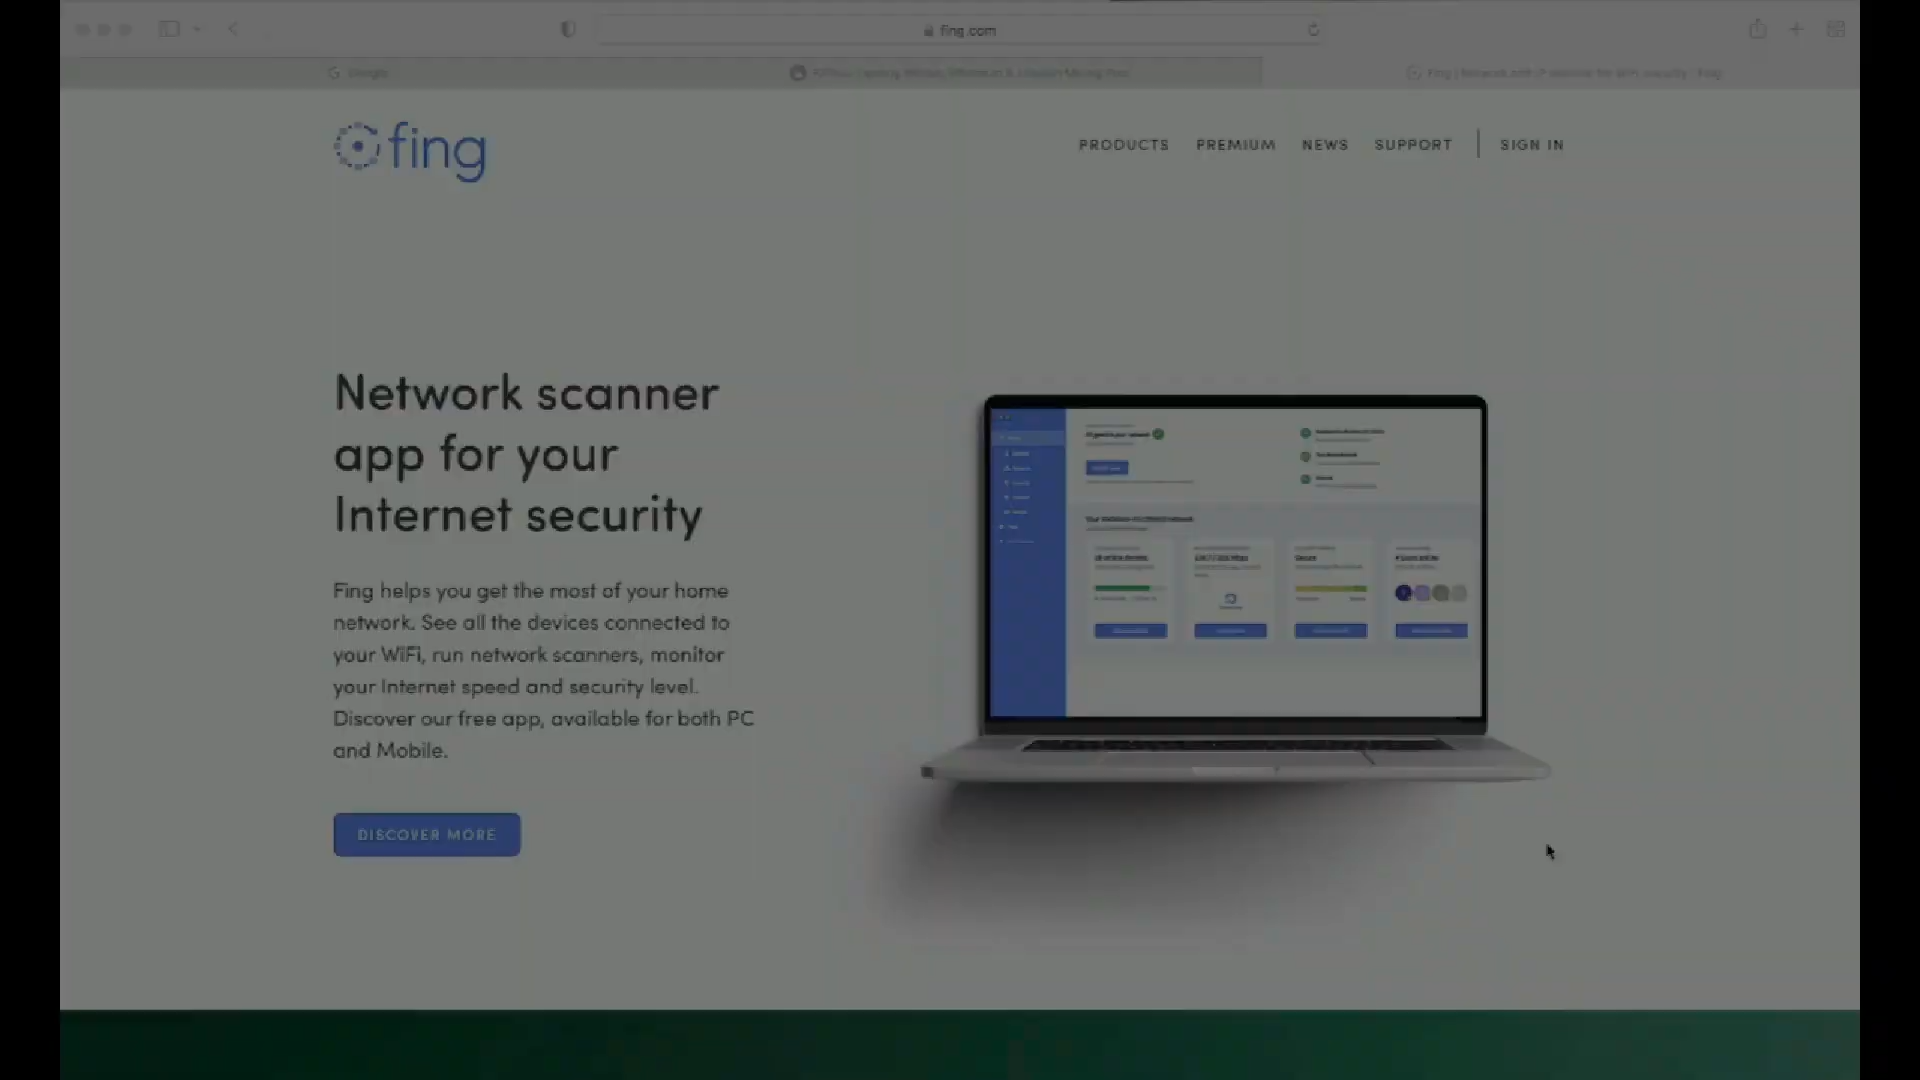 fing.com
Google
fing
PRODUCTS PREMIUM NEWS SUPPORT SIGN IN
Network scanner
app for your
Internet security
Fing helps you get the most of your home
network. See all the devices connected to
your WiFi, run network scanners, monitor
your Internet speed and security level.
Discover our free app, available for both PC
and Mobile.
DISCOVER MORE